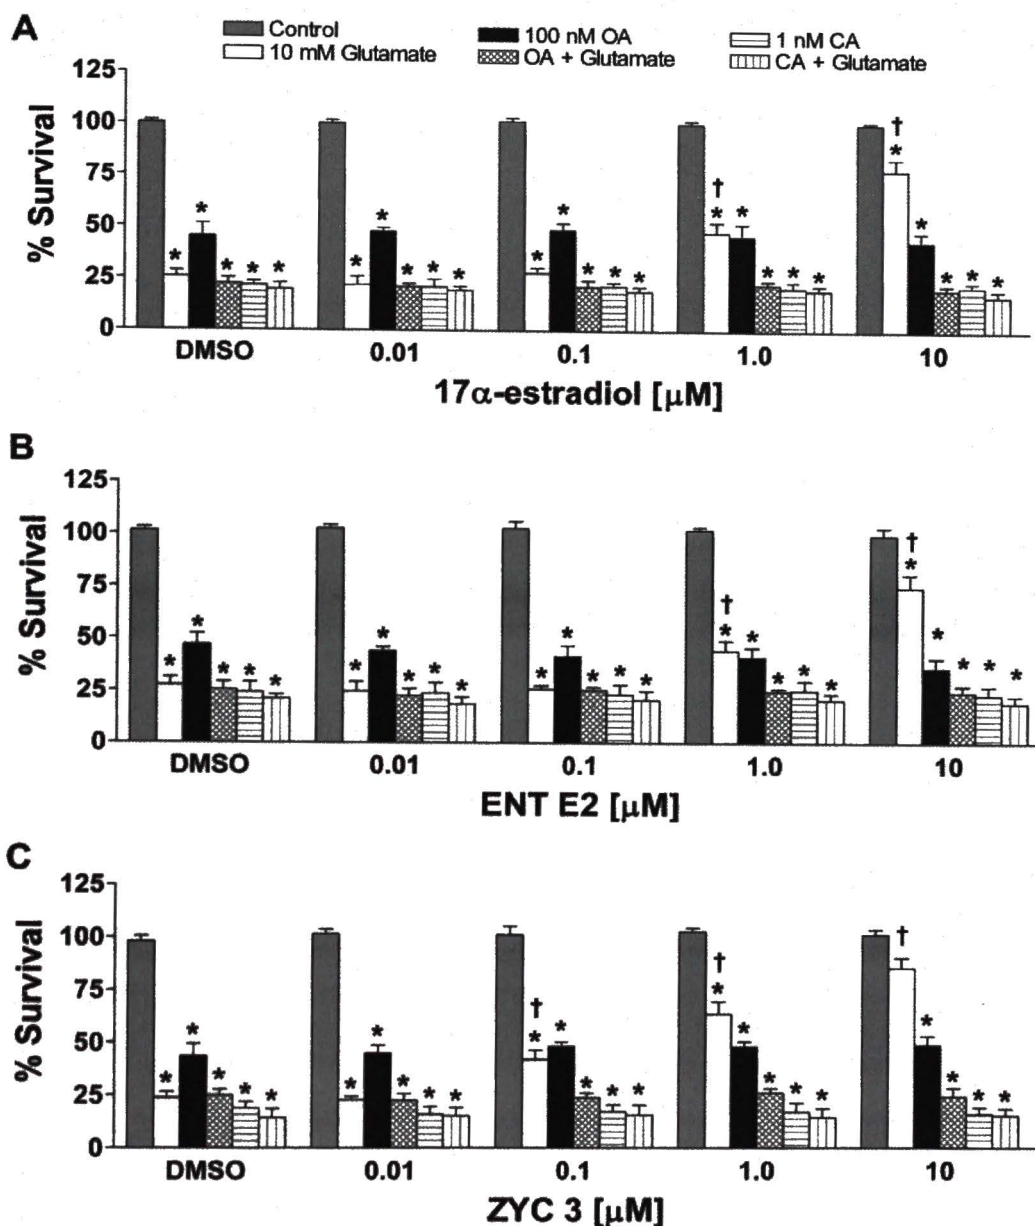 A
Control
100 nM OA
1 nM CA
10 mM Glutamate
OA + Glutamate
CA + Glutamate
125
100
75
50
25
0
% Survival
* * * * *
* * * * *
* * * * *
† * * * * *
† * * * * *
DMSO 0.01 0.1 1.0 10
17α-estradiol [μM]
B
125
100
75
50
25
0
% Survival
* * * * *
* * * * *
* * * * *
† * * * * *
† * * * * *
DMSO 0.01 0.1 1.0 10
ENT E2 [μM]
C
125
100
75
50
25
0
% Survival
* * * * *
* * * * *
† * * * * *
† * * * * *
† * * * *
DMSO 0.01 0.1 1.0 10
ZYC 3 [μM]